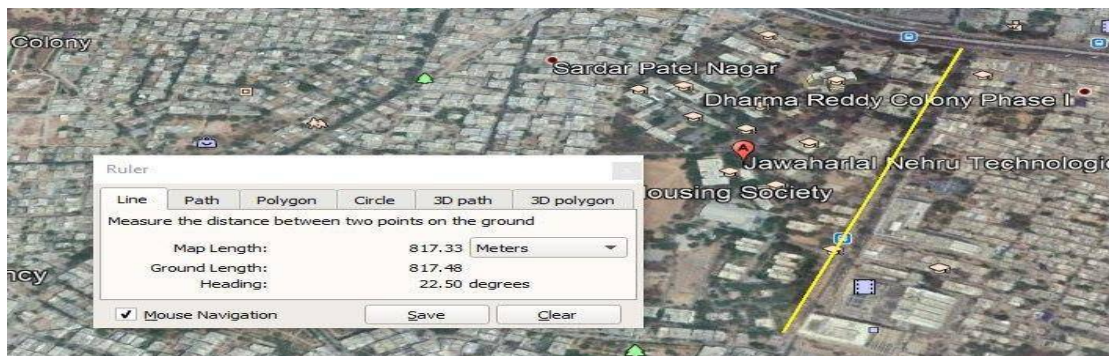 Colony
Sardar Patel Nagar
Dharma Reddy Colony Phase I
A
Jawaharlal Nehru Technologic
ousing Society
ncy
Ruler
Line Path Polygon Circle 3D path 3D polygon
Measure the distance between two points on the ground
Map Length: 817.33 Meters
Ground Length: 817.48
Heading: 22.50 degrees
Mouse Navigation Save Clear